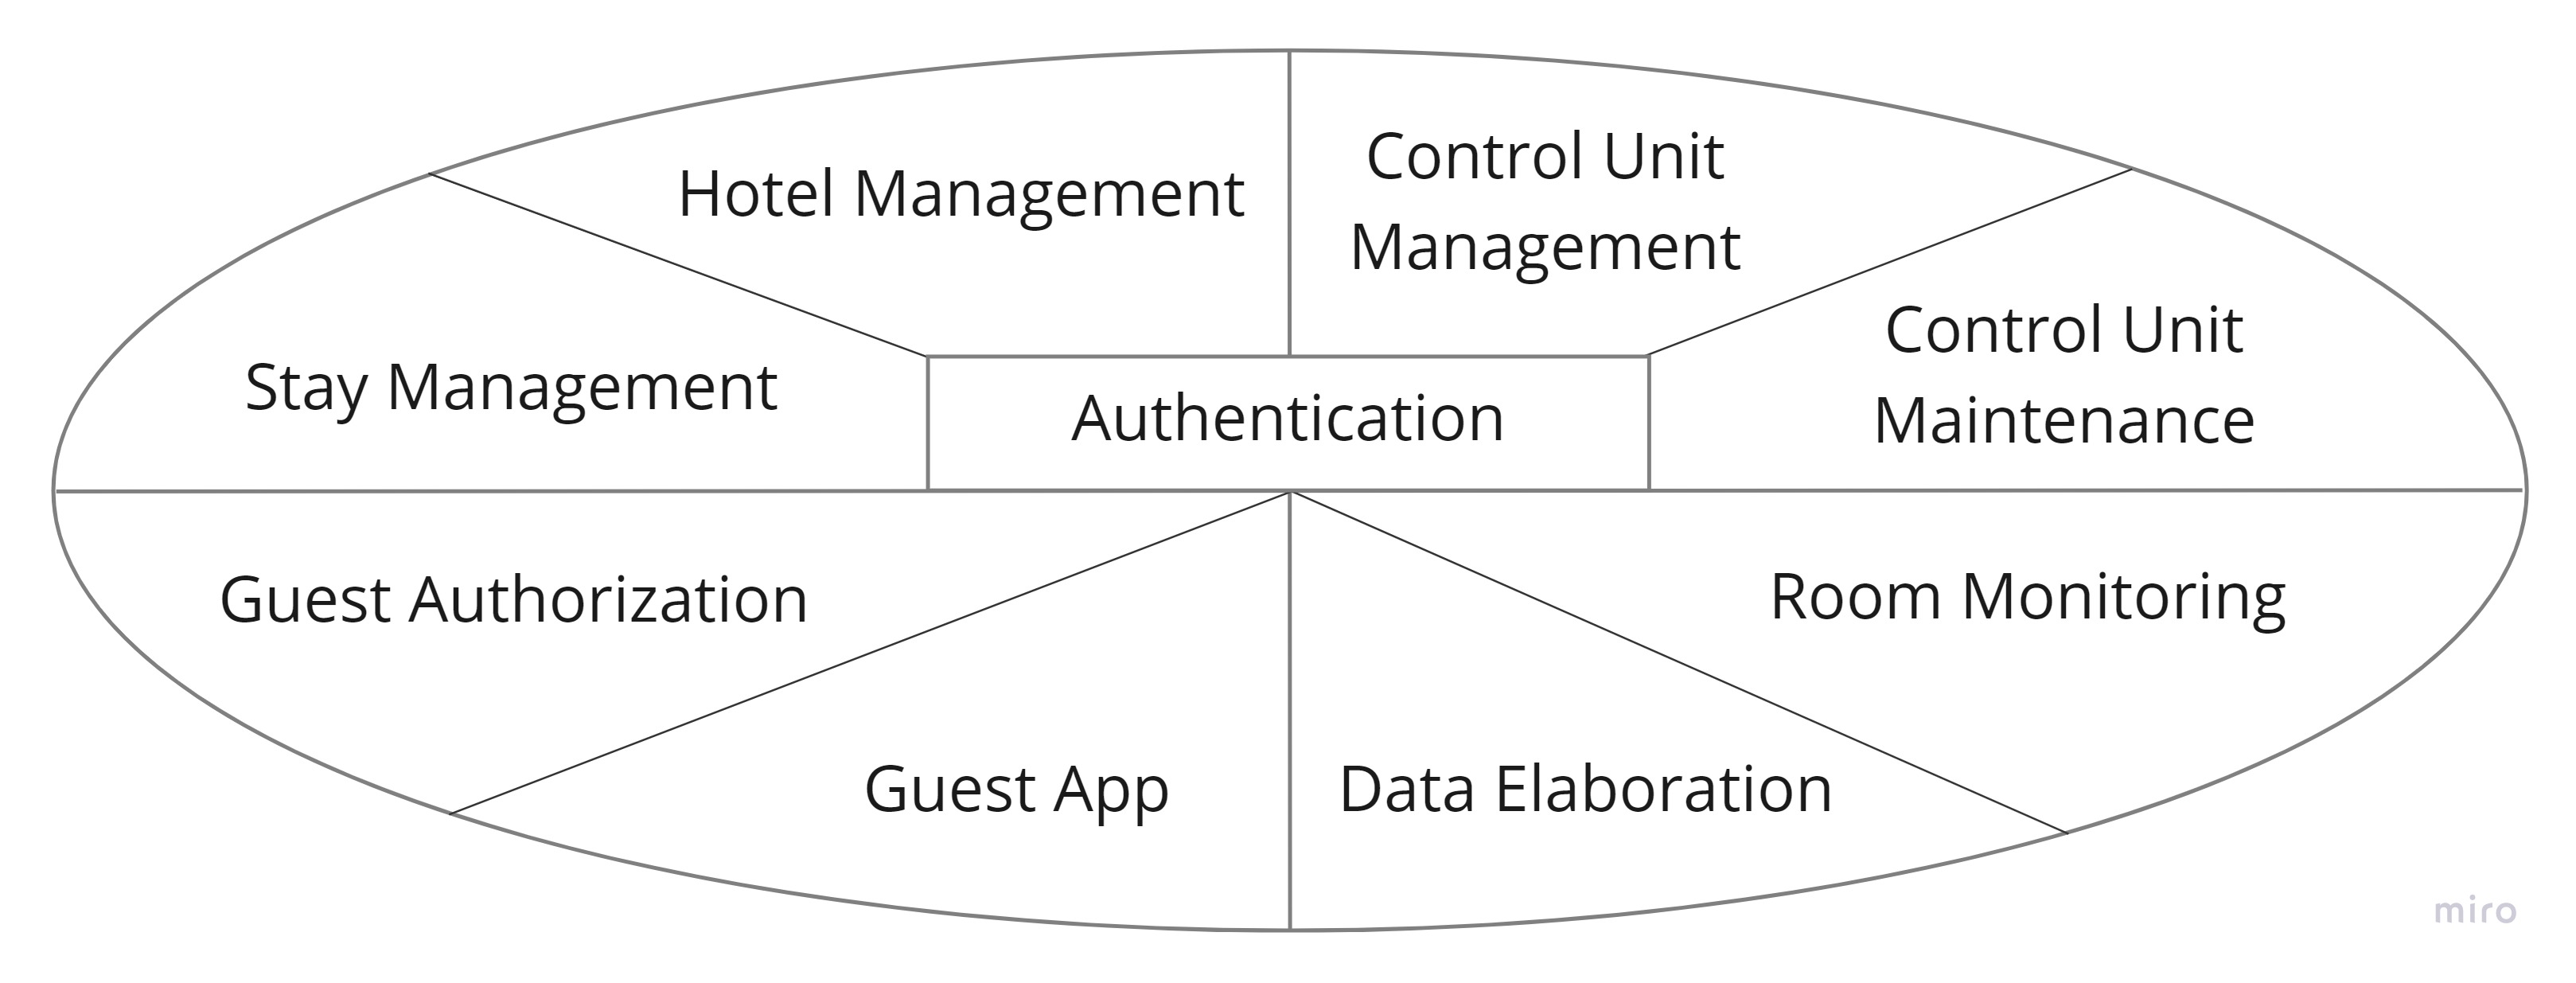 Hotel Management
Control Unit
Management
Stay Management
Authentication
Control Unit
Maintenance
Guest Authorization
Room Monitoring
Guest App
Data Elaboration
miro